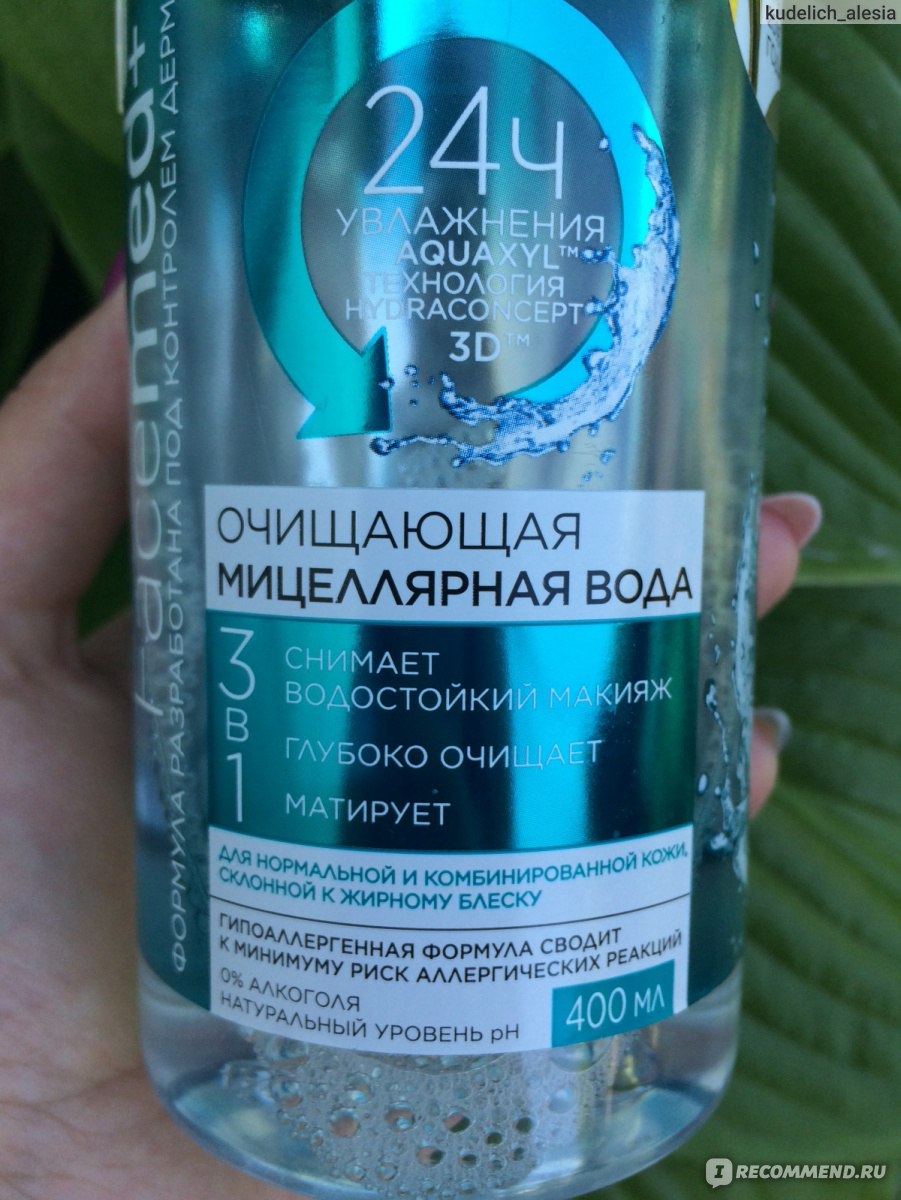 kudelich_alesia
Facemed+
ФОРМУЛА РАЗРАБОТАНА ПОД КОНТРОЛЕМ ДЕРМ
24ч
УВЛАЖНЕНИЯ
AQUAXYL™
ТЕХНОЛОГИЯ
HYDRACONCEPT
3D™
ОЧИЩАЮЩАЯ
МИЦЕЛЛЯРНАЯ ВОДА
3 В 1
СНИМАЕТ
ВОДОСТОЙКИЙ МАКИЯЖ
ГЛУБОКО ОЧИЩАЕТ
МАТИРУЕТ
ДЛЯ НОРМАЛЬНОЙ И КОМБИНИРОВАННОЙ КОЖИ,
СКЛОННОЙ К ЖИРНОМУ БЛЕСКУ
ГИПОАЛЛЕРГЕННАЯ ФОРМУЛА СВОДИТ
К МИНИМУМУ РИСК АЛЛЕРГИЧЕСКИХ РЕАКЦИЙ
0% АЛКОГОЛЯ
НАТУРАЛЬНЫЙ УРОВЕНЬ pH
400 МЛ
IRECOMMEND.RU